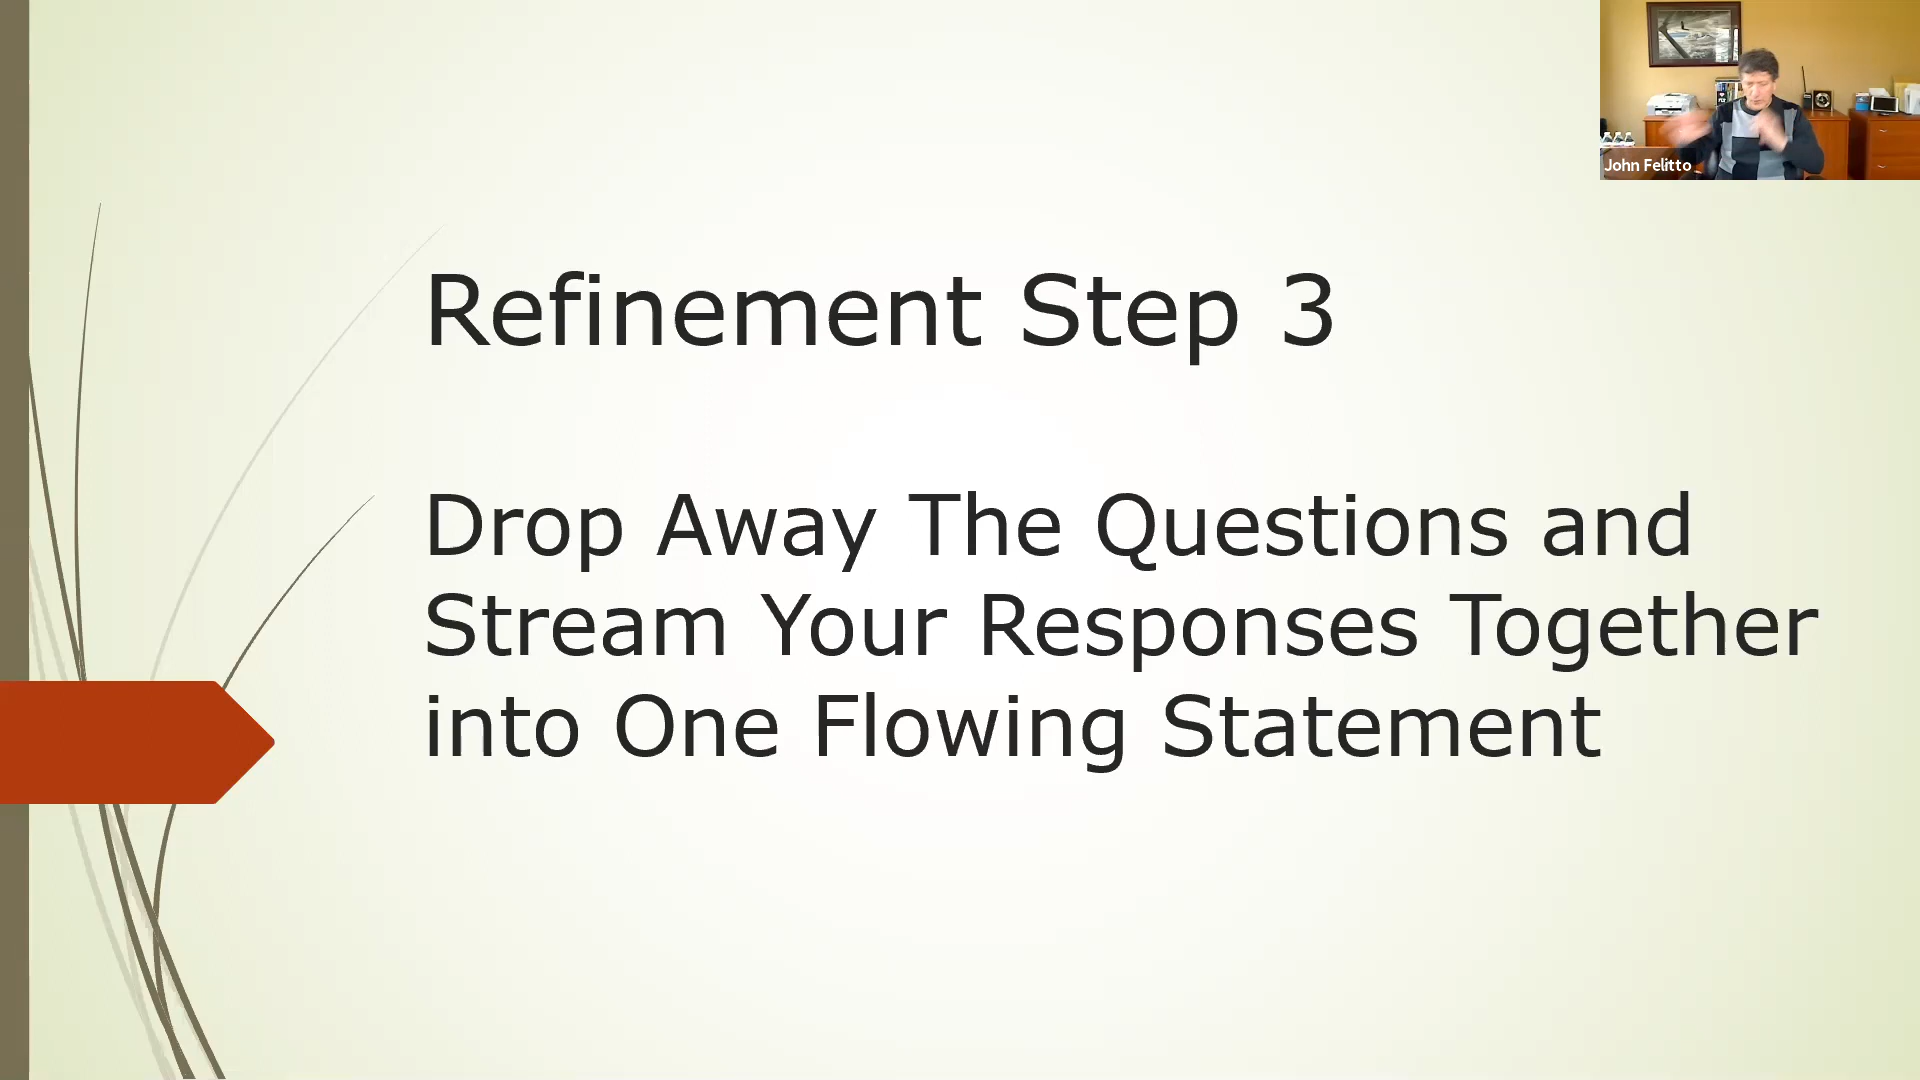 John Felitto
Refinement Step 3
Drop Away The Questions and
Stream Your Responses Together
into One Flowing Statement